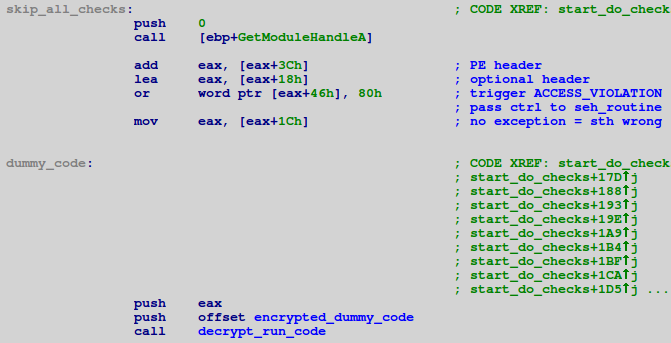 skip_all_checks: ; CODE XREF: start_do_check
push 0
call [ebp+GetModuleHandleA]
add eax, [eax+3Ch] ; PE header
lea eax, [eax+18h] ; optional header
or word ptr [eax+46h], 80h ; trigger ACCESS_VIOLATION
; pass ctrl to seh_routine
mov eax, [eax+1Ch] ; no exception = sth wrong
dummy_code: ; CODE XREF: start_do_check
; start_do_checks+17D↑j
; start_do_checks+188↑j
; start_do_checks+193↑j
; start_do_checks+19E↑j
; start_do_checks+1A9↑j
; start_do_checks+1B4↑j
; start_do_checks+1BF↑j
; start_do_checks+1CA↑j
; start_do_checks+1D5↑j ...
push eax
push offset encrypted_dummy_code
call decrypt_run_code